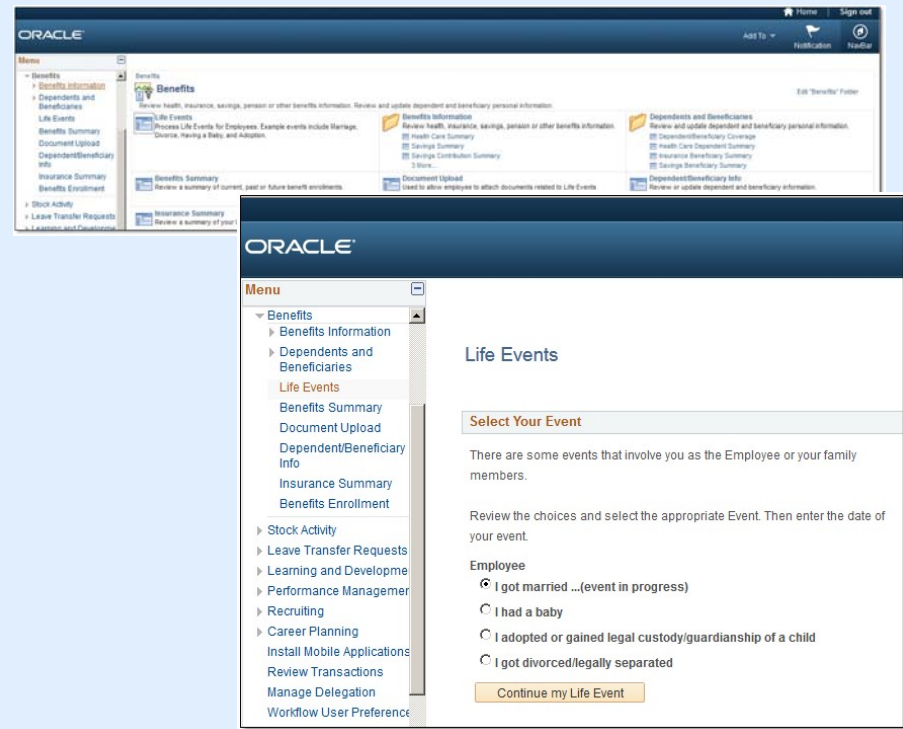 Home | Sign out
ORACLE
Add To
Notification
NavBar
Menu
Benefits
Benefits Information
Dependents and
Beneficiaries
Life Events
Benefits Summary
Document Upload
Dependent/Beneficiary
Info
Insurance Summary
Benefits Enrollment
Stock Activity
Leave Transfer Requests
Learning and Developme
Benefits
Benefits
Edit "Benefits" Folder
Review health, insurance, savings, pension or other benefits information. Review and update dependent and beneficiary personal information.
Life Events
Process Life Events for Employees. Example events include Marriage,
Divorce, Having a Baby, and Adoption.
Benefits Information
Review health, insurance, savings, pension or other benefits information.
Health Care Summary
Savings Summary
Savings Contribution Summary
3 More...
Dependents and Beneficiaries
Review and update dependent and beneficiary personal information.
Dependent/Beneficiary Coverage
Health Care Dependent Summary
Insurance Beneficiary Summary
Savings Beneficiary Summary
Benefits Summary
Review a summary of current, past or future benefit enrollments.
Document Upload
Used to allow employee to attach documents related to Life Events
Dependent/Beneficiary Info
Review or update dependent and beneficiary information.
Insurance Summary
Review a summary of your
ORACLE
Menu
Benefits
Benefits Information
Dependents and
Beneficiaries
Life Events
Benefits Summary
Document Upload
Dependent/Beneficiary
Info
Insurance Summary
Benefits Enrollment
Stock Activity
Leave Transfer Requests
Learning and Developme
Performance Managemer
Recruiting
Career Planning
Install Mobile Applications
Review Transactions
Manage Delegation
Workflow User Preference
Life Events
Select Your Event
There are some events that involve you as the Employee or your family
members.
Review the choices and select the appropriate Event. Then enter the date of
your event.
Employee
I got married ...(event in progress)
I had a baby
I adopted or gained legal custody/guardianship of a child
I got divorced/legally separated
Continue my Life Event